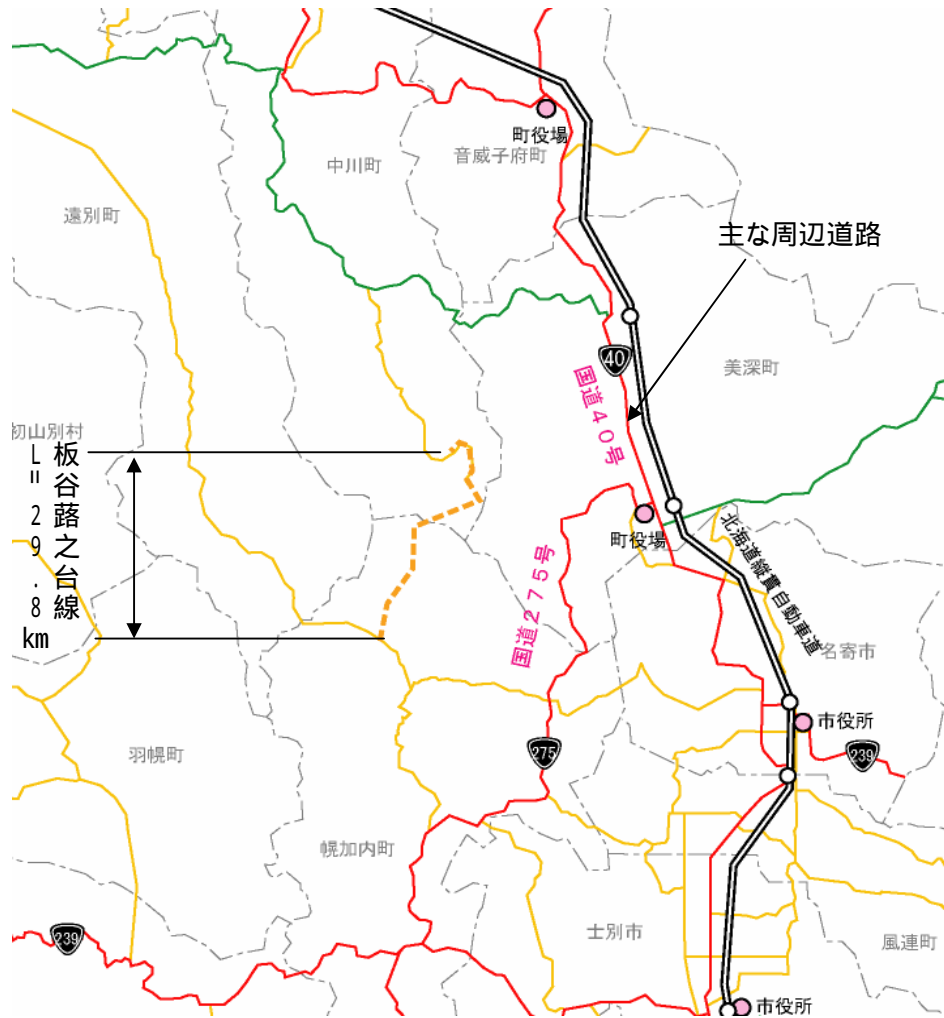 町役場
音威子府町
中川町
遠別町
主な周辺道路
40
国道40号
美深町
初山別村
板谷蕗之台線
L=29.8km
町役場
北海道縦貫自動車道
国道275号
名寄市
市役所
羽幌町
275
239
幌加内町
士別市
風連町
239
市役所